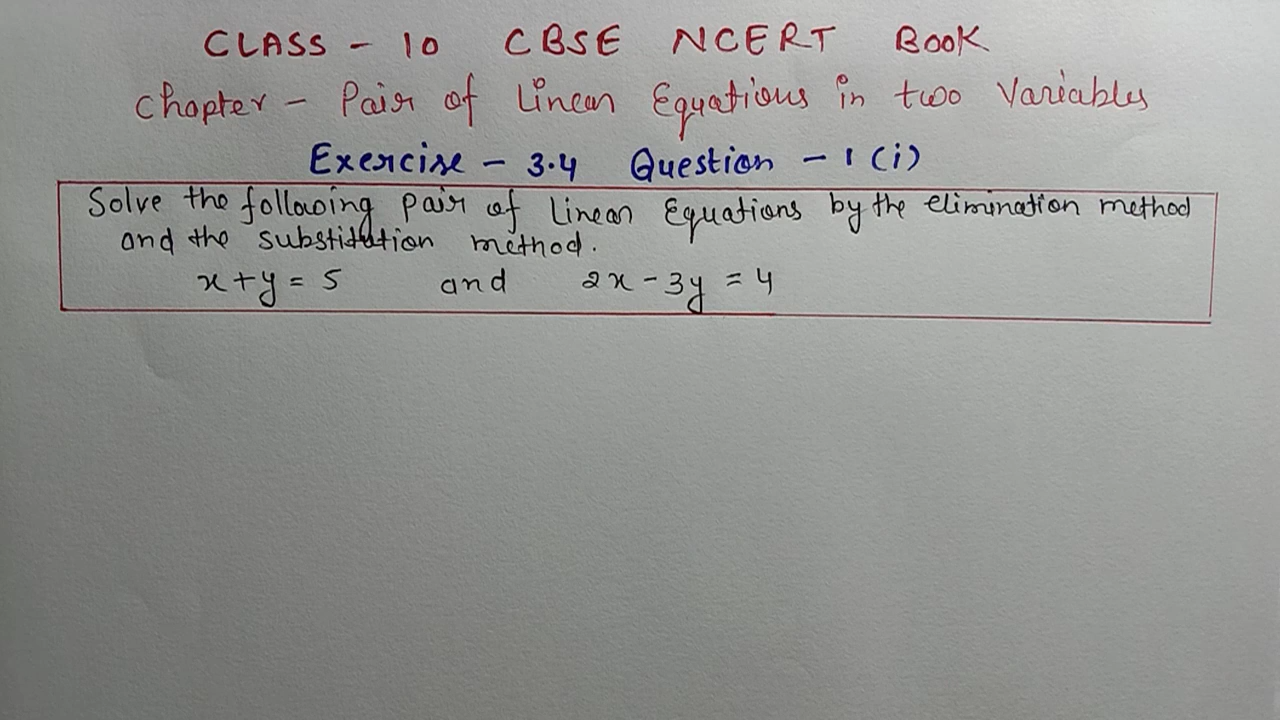 CLASS - 10 CBSE NCERT BOOK
Chapter - Pair of Linear Equations in two Variables
Exercise - 3.4 Question - 1 (i)
Solve the following pair of Linear Equations by the elimination method
and the substitution method.
x + y = 5 and 2x - 3y = 4